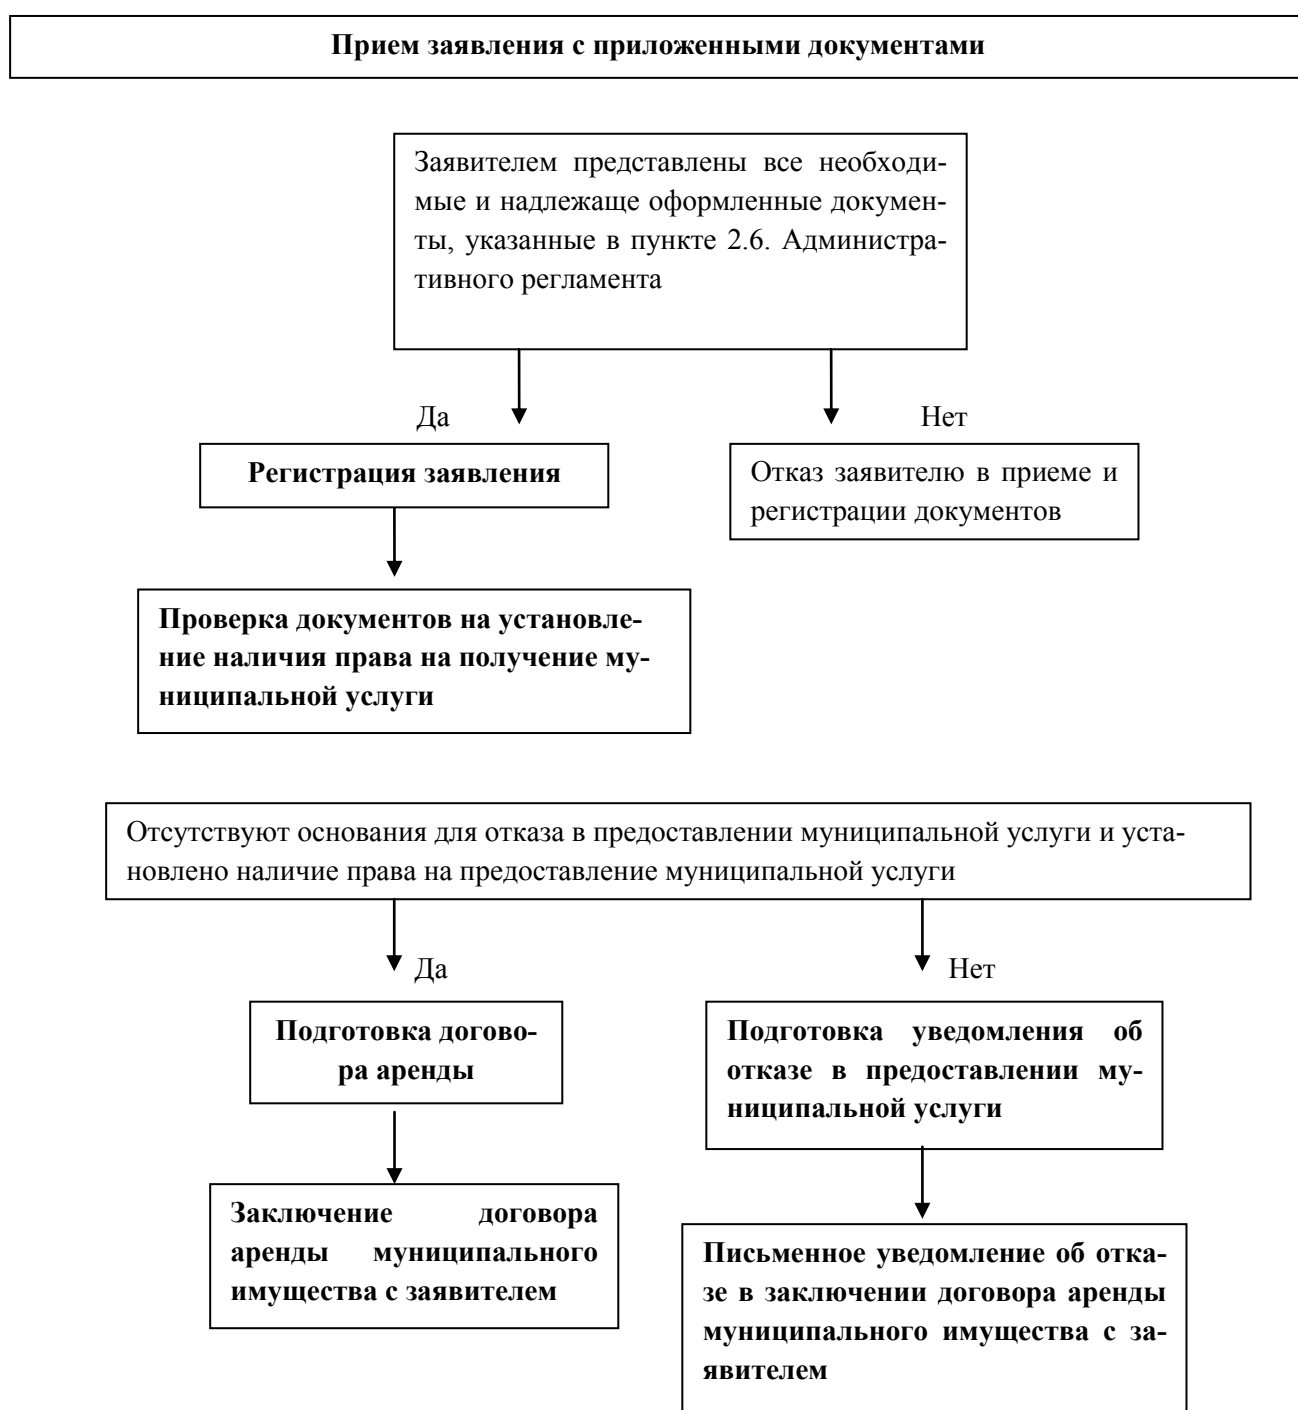 Прием заявления с приложенными документами
Заявителем представлены все необходи-
мые и надлежаще оформленные докумен-
ты, указанные в пункте 2.6. Администра-
тивного регламента
Да
Нет
Регистрация заявления
Отказ заявителю в приеме и
регистрации документов
Проверка документов на установле-
ние наличия права на получение му-
ниципальной услуги
Отсутствуют основания для отказа в предоставлении муниципальной услуги и уста-
новлено наличие права на предоставление муниципальной услуги
Да
Нет
Подготовка догово-
ра аренды
Подготовка уведомления об
отказе в предоставлении му-
ниципальной услуги
Заключение договора
аренды муниципального
имущества с заявителем
Письменное уведомление об отка-
зе в заключении договора аренды
муниципального имущества с за-
явителем